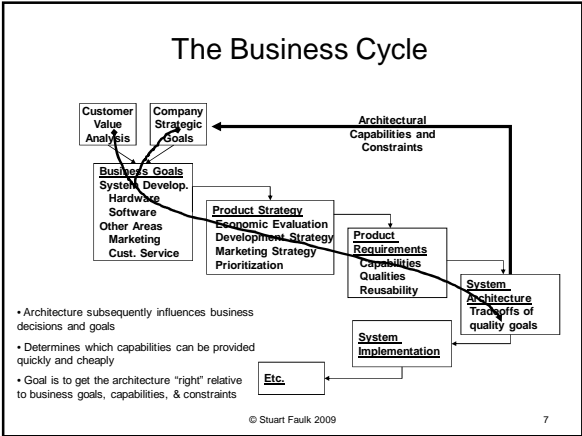 The Business Cycle
Customer
Value
Analysis
Company
Strategic
Goals
Architectural
Capabilities and
Constraints
Business Goals
System Develop.
Hardware
Software
Other Areas
Marketing
Cust. Service
Product Strategy
Economic Evaluation
Development Strategy
Marketing Strategy
Prioritization
Product
Requirements
Capabilities
Qualities
Reusability
System
Architecture
Tradeoffs of
quality goals
System
Implementation
Etc.
• Architecture subsequently influences business
decisions and goals
• Determines which capabilities can be provided
quickly and cheaply
• Goal is to get the architecture “right” relative
to business goals, capabilities, & constraints
© Stuart Faulk 2009
7